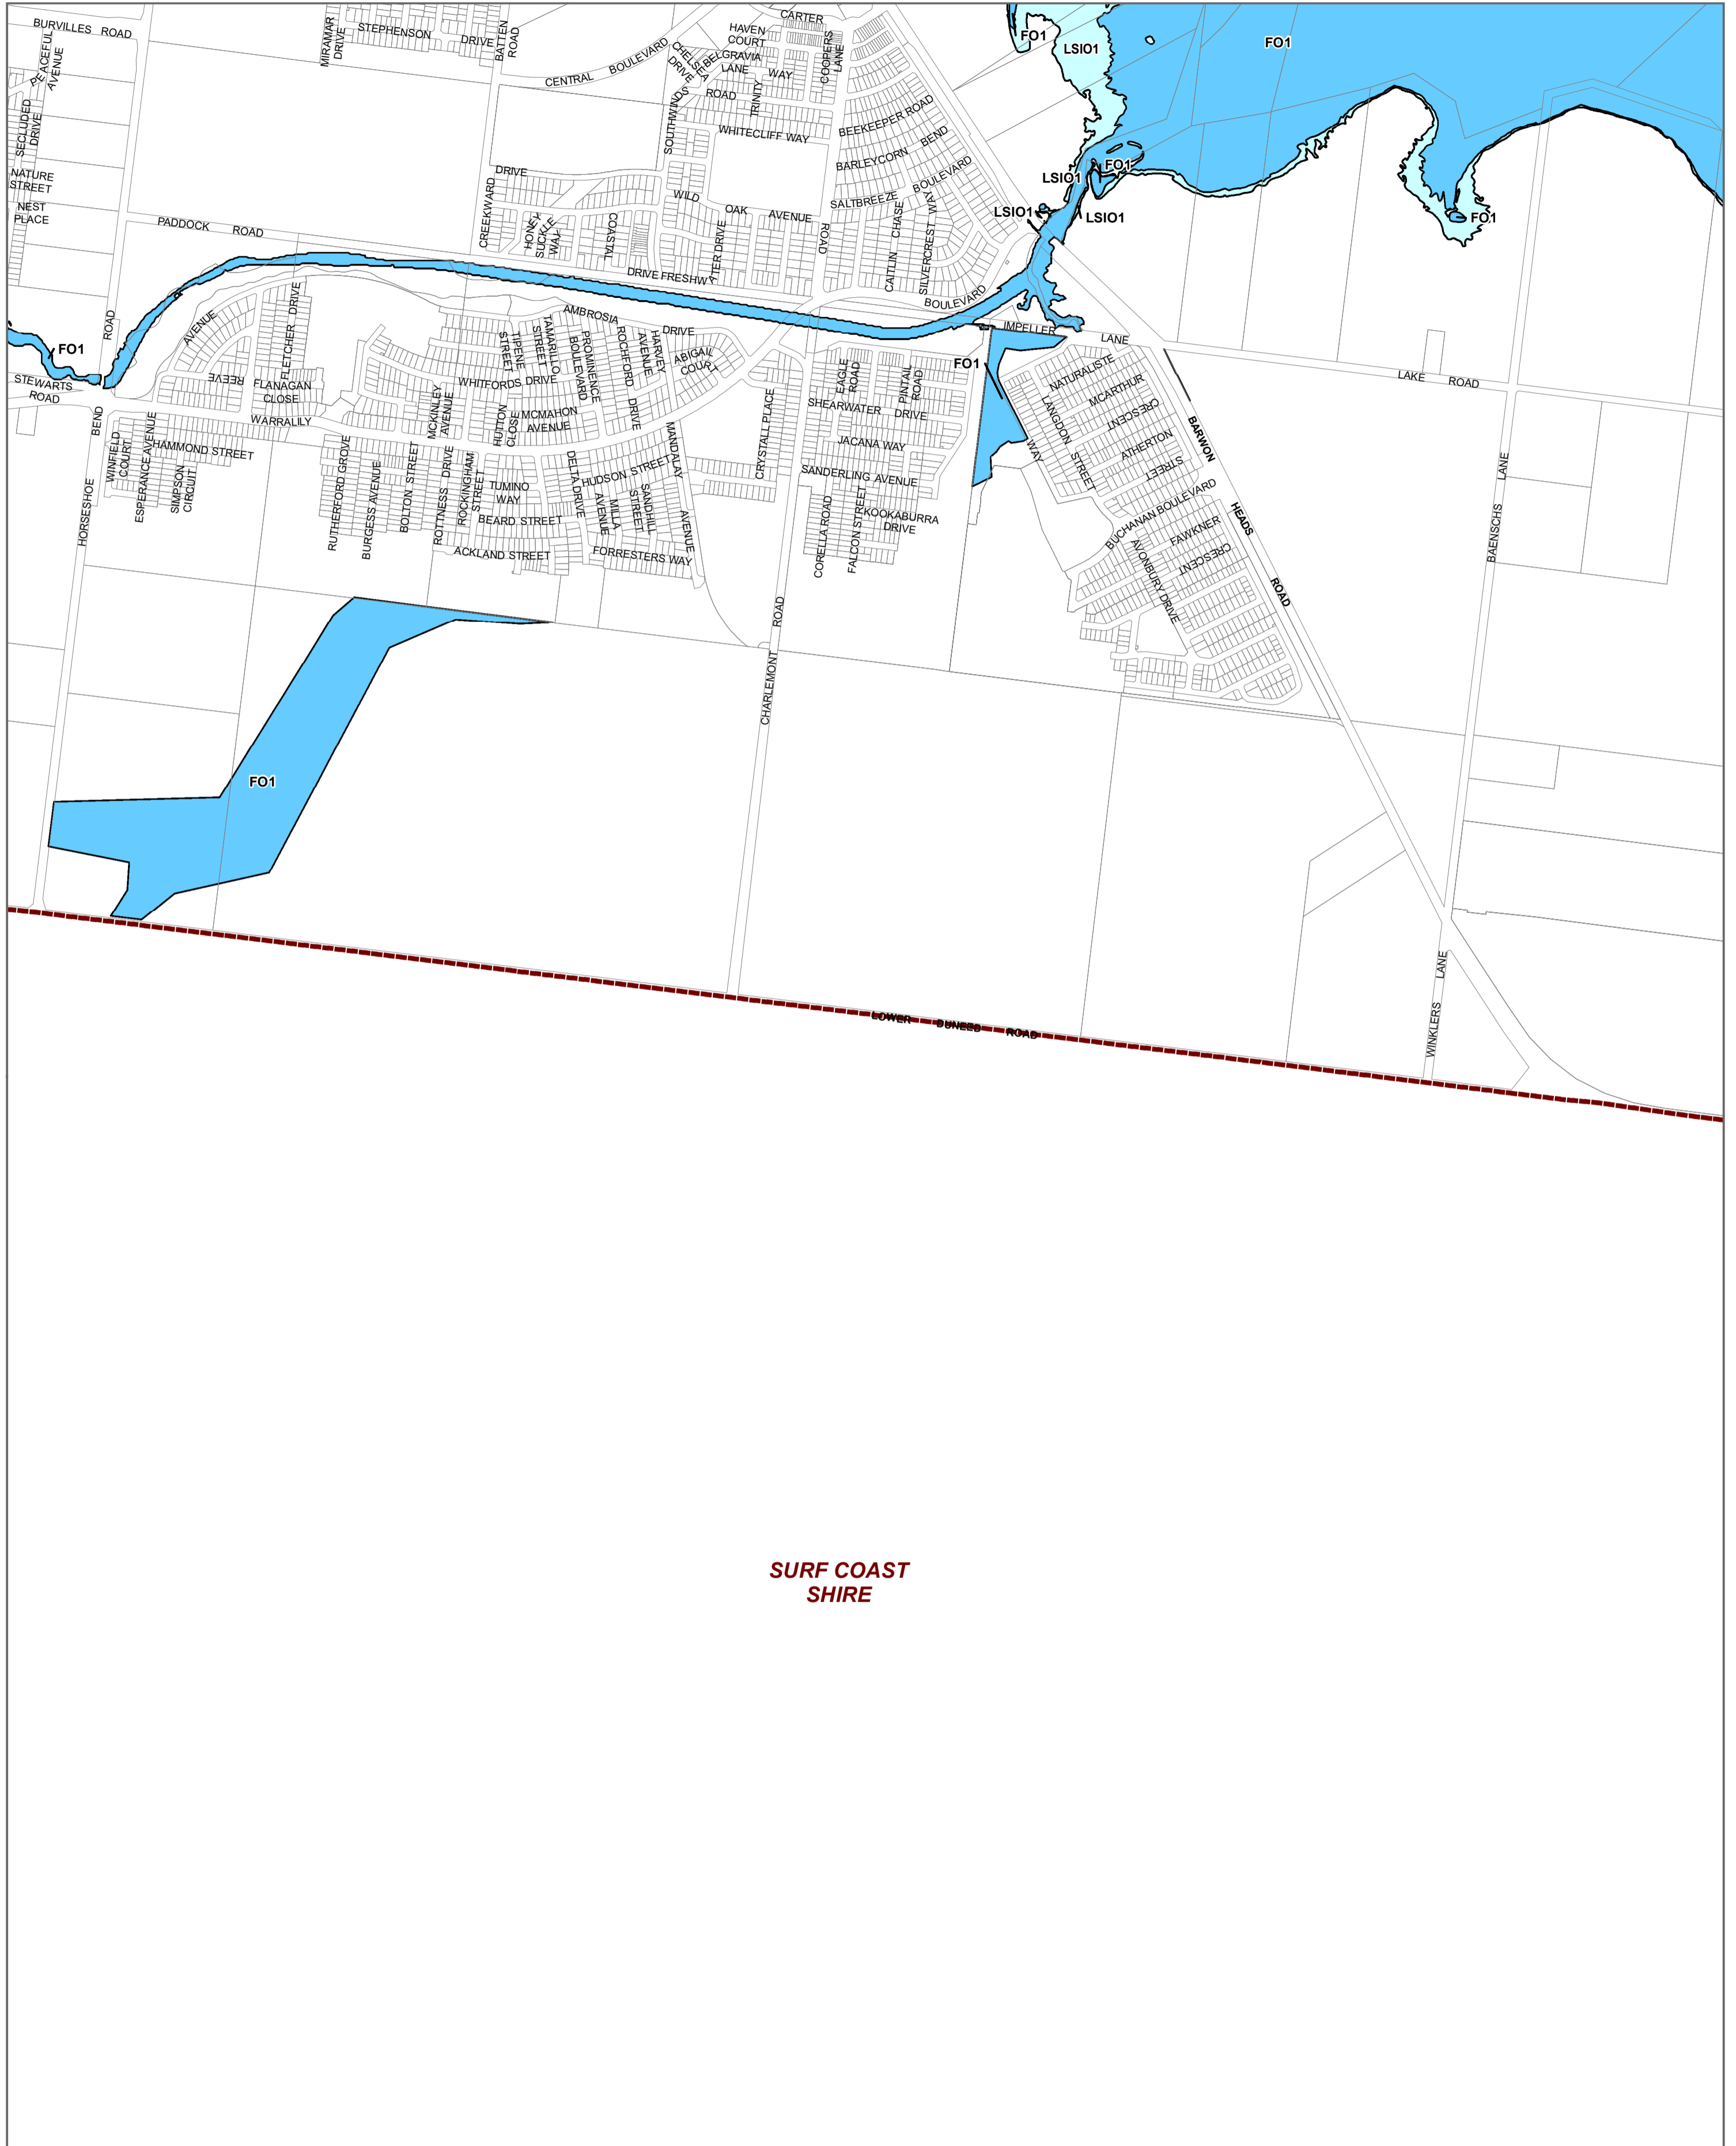 CARTER
BURVILLES ROAD
PEACEFUL
AVENUE
MIRAMAR
DRIVE
STEPHENSON
DRIVE
BATTEN
ROAD
HAVEN
COURT
COOPERS
LANE
FO1
LSIO1
FO1
CENTRAL BOULEVARD
CHELSEA
DRIVE
BELGRAVIA
LANE
WAY
TRINITY
SOUTHWINDS ROAD
WHITECLIFF WAY
BEEKEEPER ROAD
BARLEYCORN BEND
SECLUDED
DRIVE
NATURE
STREET
NEST
PLACE
DRIVE
CREEKWARD
HONEY
SUCKLE
WAY
COASTAL
WILD OAK AVENUE
SALTBREEZE BOULEVARD
LSIO1
FO1
LSIO1
LSIO1
FO1
PADDOCK ROAD
DRIVE
FRESHW
ATER DRIVE
ROAD
CAITLIN CHASE
SILVERCREST WAY
BOULEVARD
IMPELLER LANE
ROAD
AVENUE
FLETCHER DRIVE
AMBROSIA
DRIVE
TIPENE
STREET
TAMARILLO
STREET
PROMINENCE
BOULEVARD
ROCHFORD
DRIVE
HARVEY
AVENUE
ABIGAIL
COURT
FO1
FO1
STEWARTS
ROAD
REEVE
FLANAGAN
CLOSE
WHITFORDS DRIVE
EAGLE
ROAD
PINTAIL
ROAD
NATURALISTE
MCARTHUR
CRESCENT
LAKE ROAD
BEND
WARRALILY
MCKINLEY
AVENUE
HUTTON
CLOSE
MCMAHON
AVENUE
CRYSTALL PLACE
SHEARWATER DRIVE
LANGDON STREET
WAY
ATHERTON
STREET
BARWON
HEADS
ROAD
WINFIELD
COURT
ESPERANCE AVENUE
HAMMOND STREET
SIMPSON
CIRCUIT
MANDALAY
AVENUE
JACANA WAY
SANDERLING AVENUE
HORSESHOE
RUTHERFORD GROVE
BURGESS AVENUE
BOLTON STREET
ROTTNESS DRIVE
ROCKINGHAM
STREET
TUMINO
WAY
DELTA DRIVE
HUDSON STREET
MILLA
AVENUE
SANDHILL
STREET
BEARD STREET
ACKLAND STREET
FORRESTERS WAY
CORELLA ROAD
FALCON STREET
KOOKABURRA
DRIVE
BUCHANAN BOULEVARD
FAWKNER
CRESCENT
AVONBURY DRIVE
BAENSCHS LANE
CHARLEMONT ROAD
FO1
WINKLERS LANE
LOWER DUNEED ROAD
SURF COAST
SHIRE